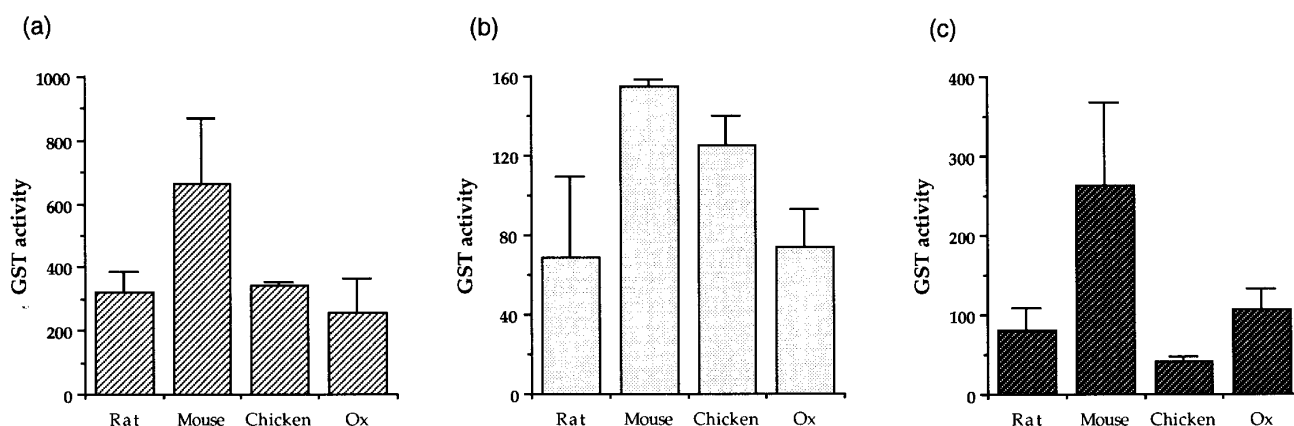 (a)
GST activity
1000
800
600
400
200
0
Rat Mouse Chicken Ox
(b)
GST activity
160
120
80
40
0
Rat Mouse Chicken Ox
(c)
GST activity
400
300
200
100
0
Rat Mouse Chicken Ox